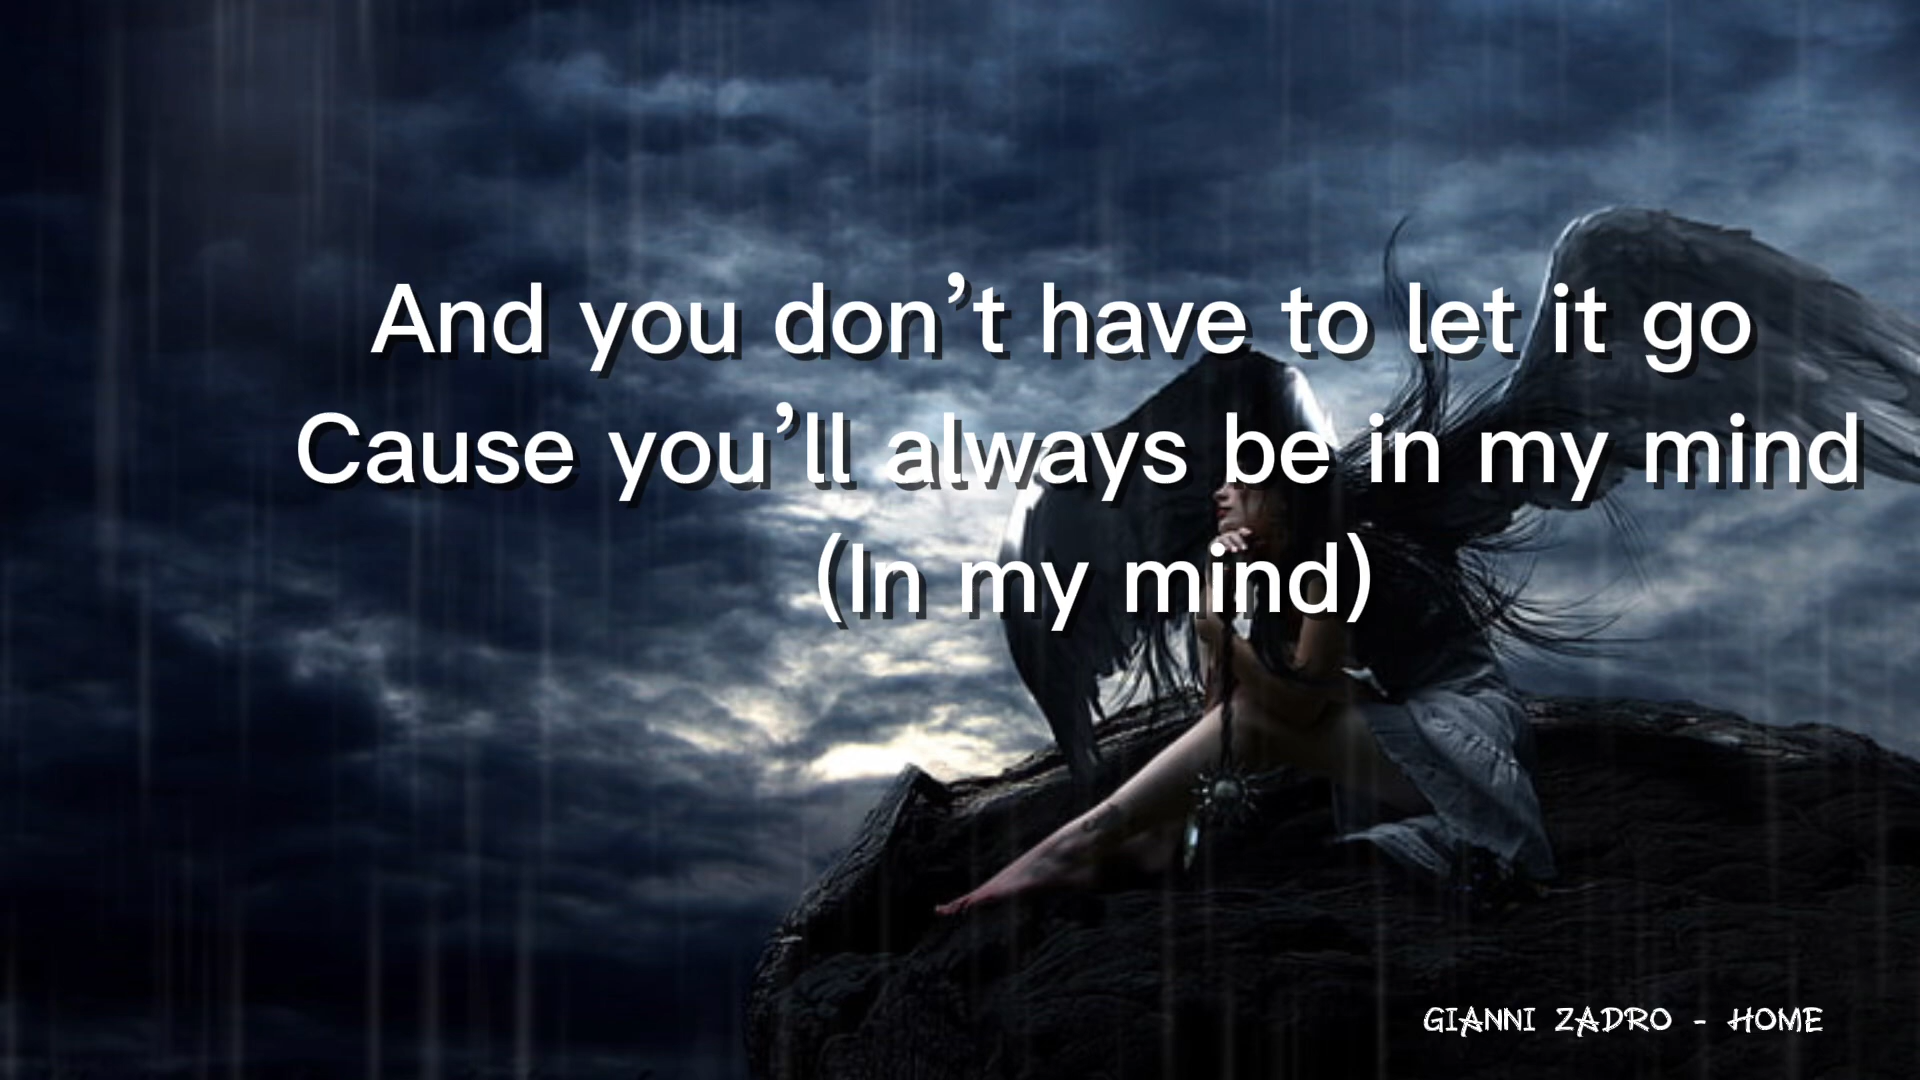 And you don’t have to let it go
Cause you’ll always be in my mind
(In my mind)
GIANNI ZADRO - HOME